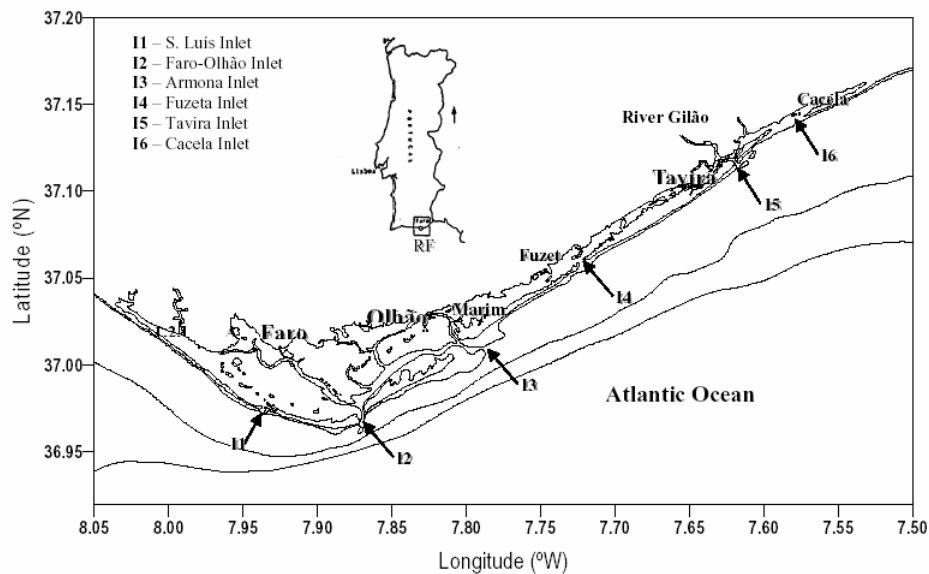 37.20
37.15
37.10
37.05
37.00
36.95
Latitude (ºN)
I1 – S. Luís Inlet
I2 – Faro-Olhão Inlet
I3 – Armona Inlet
I4 – Fuzeta Inlet
I5 – Tavira Inlet
I6 – Cacela Inlet
Lisboa
RF
Cacela
River Gilão
I6
Tavira
I5
Fuzet
I4
Marim
Olhão
Faro
I3
Atlantic Ocean
I1
I2
8.05 8.00 7.95 7.90 7.85 7.80 7.75 7.70 7.65 7.60 7.55 7.50
Longitude (ºW)